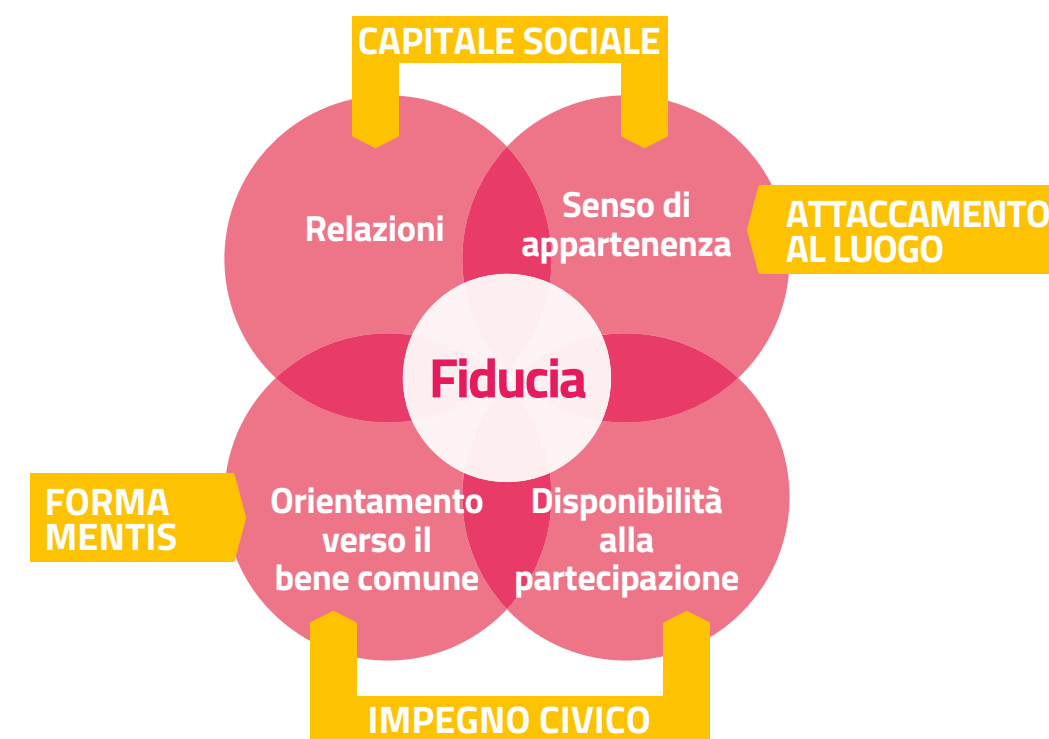 CAPITALE SOCIALE
Relazioni
Senso di
appartenenza
ATTACCAMENTO
AL LUOGO
Fiducia
FORMA
MENTIS
Orientamento
verso il
bene comune
Disponibilità
alla
partecipazione
IMPEGNO CIVICO